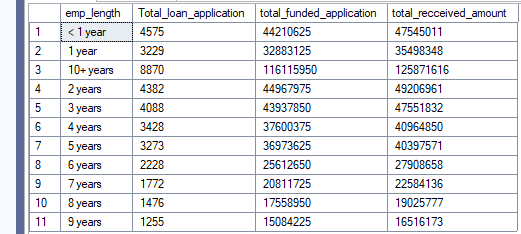 emp_length Total_loan_application total_funded_application total_recceived_amount
1 < 1 year 4575 44210625 47545011
2 1 year 3229 32883125 35498348
3 10+ years 8870 116115950 125871616
4 2 years 4382 44967975 49206961
5 3 years 4088 43937850 47551832
6 4 years 3428 37600375 40964850
7 5 years 3273 36973625 40397571
8 6 years 2228 25612650 27908658
9 7 years 1772 20811725 22584136
10 8 years 1476 17558950 19025777
11 9 years 1255 15084225 16516173